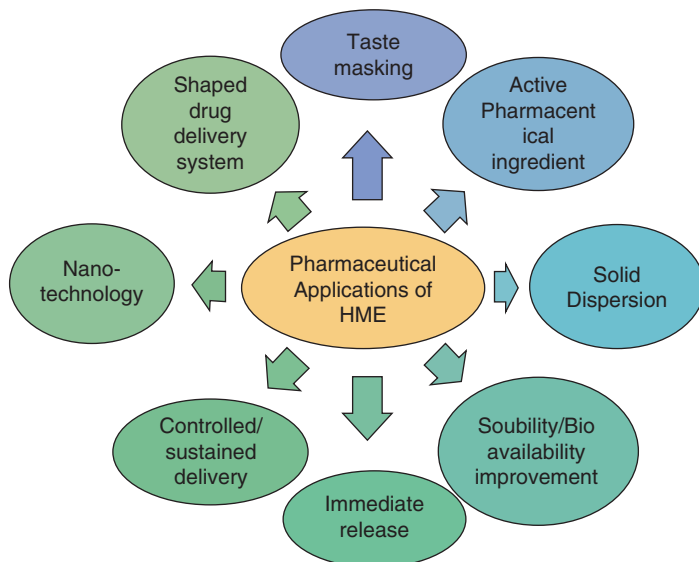 Taste
masking
Active
Pharmacent
ical
ingredient
Solid
Dispersion
Soubility/Bio
availability
improvement
Immediate
release
Controlled/
sustained
delivery
Nano-
technology
Shaped
drug
delivery
system
Pharmaceutical
Applications of
HME